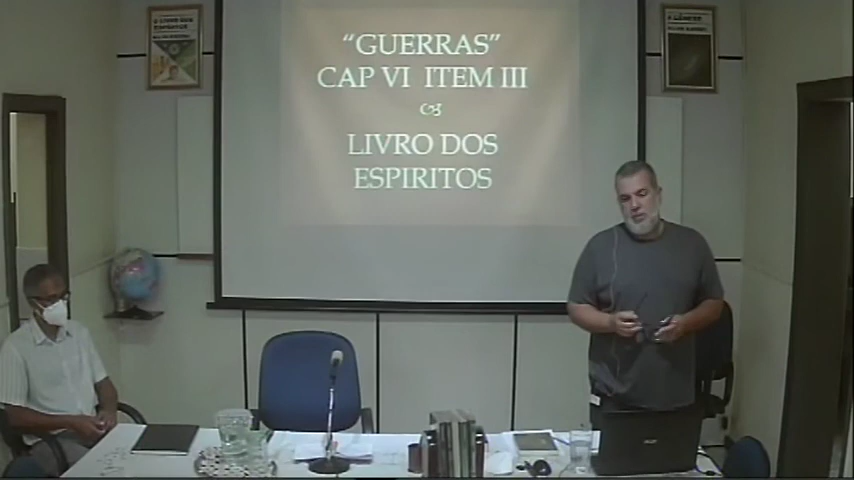 “GUERRAS”
CAP VI ITEM III
LIVRO DOS
ESPIRITOS